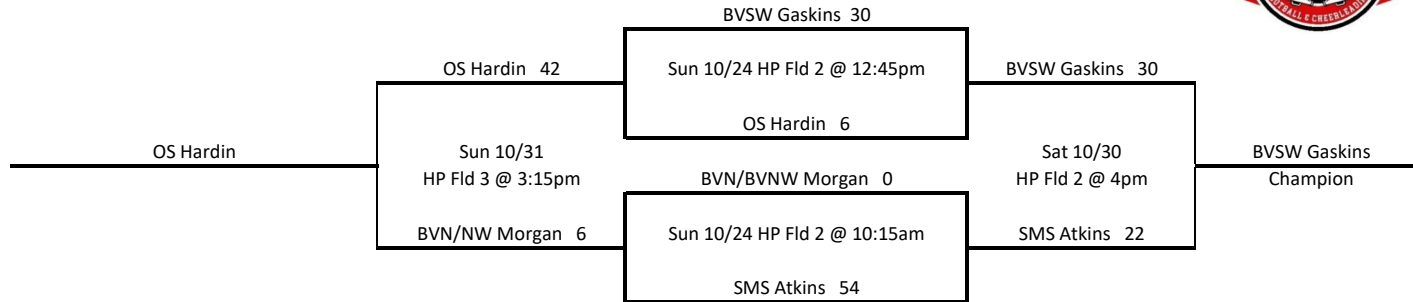 BVSW Gaskins 30
OS Hardin 42
Sun 10/24 HP Fld 2 @ 12:45pm
BVSW Gaskins 30
OS Hardin 6
OS Hardin
Sun 10/31
HP Fld 3 @ 3:15pm
Sat 10/30
HP Fld 2 @ 4pm
BVSW Gaskins
Champion
BVN/BVNW Morgan 0
BVN/NW Morgan 6
Sun 10/24 HP Fld 2 @ 10:15am
SMS Atkins 22
SMS Atkins 54